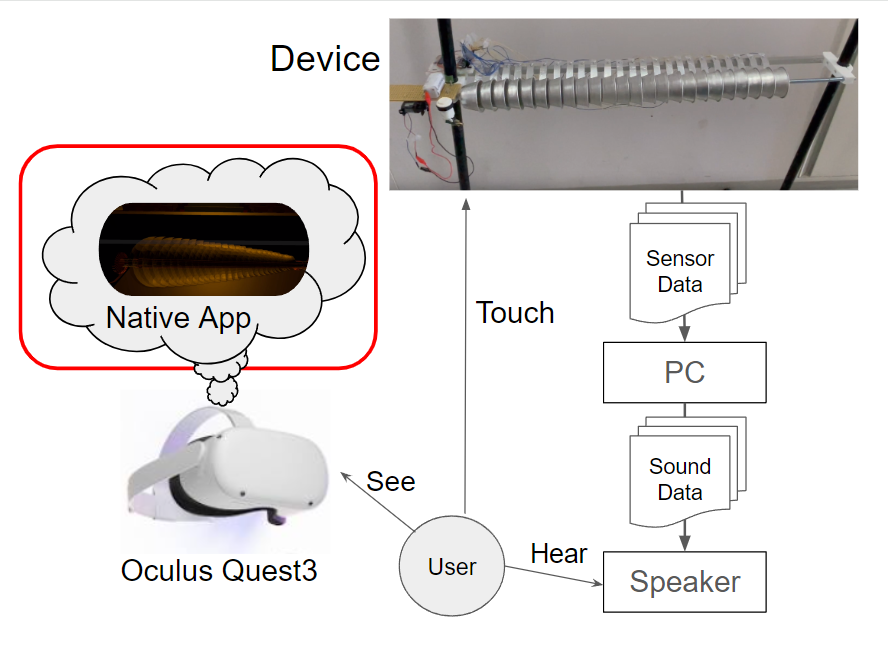 Device
Native App
Oculus Quest3
See
Touch
Hear
User
Sensor
Data
PC
Sound
Data
Speaker